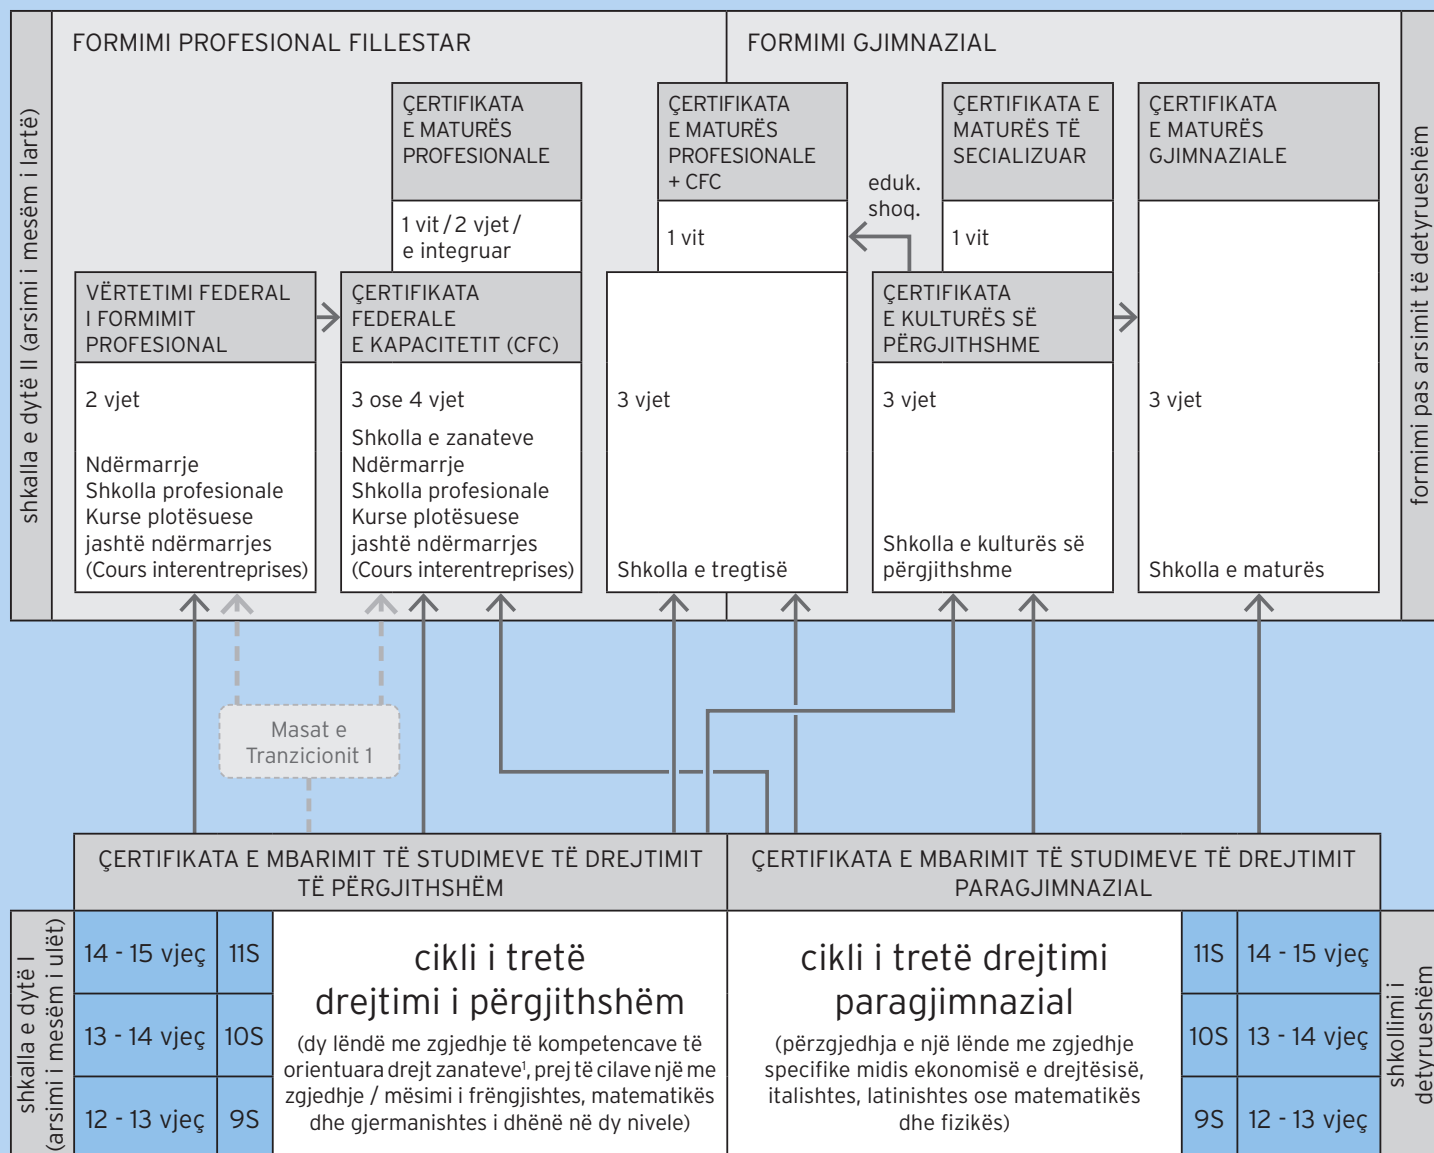 shkalla e dytë II (arsimi i mesëm i lartë)
FORMIMI PROFESIONAL FILLESTAR
FORMIMI GJIMNAZIAL
formimi pas arsimit të detyrueshëm
ÇERTIFIKATA
E MATURËS
PROFESIONALE
1 vit / 2 vjet /
e integruar
ÇERTIFIKATA
E MATURËS
PROFESIONALE
+ CFC
1 vit
eduk.
shoq.
ÇERTIFIKATA E
MATURËS TË
SECIALIZUAR
1 vit
ÇERTIFIKATA
E MATURËS
GJIMNAZIALE
VËRTETIMI FEDERAL
I FORMIMIT
PROFESIONAL
2 vjet
Ndërmarrje
Shkolla profesionale
Kurse plotësuese
jashtë ndërmarrjes
(Cours interentreprises)
ÇERTIFIKATA
FEDERALE
E KAPACITETIT (CFC)
3 ose 4 vjet
Shkolla e zanateve
Ndërmarrje
Shkolla profesionale
Kurse plotësuese
jashtë ndërmarrjes
(Cours interentreprises)
3 vjet
Shkolla e tregtisë
ÇERTIFIKATA
E KULTURËS SË
PËRGJITHSHME
3 vjet
Shkolla e kulturës së
përgjithshme
3 vjet
Shkolla e maturës
Masat e
Tranzicionit 1
ÇERTIFIKATA E MBARIMIT TË STUDIMEVE TË DREJTIMIT
TË PËRGJITHSHËM
ÇERTIFIKATA E MBARIMIT TË STUDIMEVE TË DREJTIMIT
PARAGJIMNAZIAL
shkalla e dytë I
(arsimi i mesëm i ulët)
14 - 15 vjeç 11S
13 - 14 vjeç 10S
12 - 13 vjeç 9S
cikli i tretë
drejtimi i përgjithshëm
(dy lëndë me zgjedhje të kompetencave të
orientuara drejt zanateve¹, prej të cilave një me
zgjedhje / mësimi i frëngjishtes, matematikës
dhe gjermanishtes i dhënë në dy nivele)
cikli i tretë drejtimi
paragjimnazial
(përzgjedhja e një lënde me zgjedhje
specifike midis ekonomisë e drejtësisë,
italishtes, latinishtes ose matematikës
dhe fizikës)
11S 14 - 15 vjeç
10S 13 - 14 vjeç
9S 12 - 13 vjeç
shkollimi i
detyrueshëm